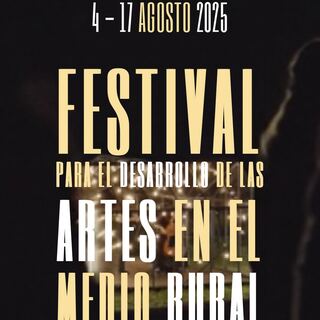 4 – 17 AGOSTO 2025
FESTIVAL
PARA EL DESARROLLO DE LAS
ARTES EN EL
MEDIO RURAL